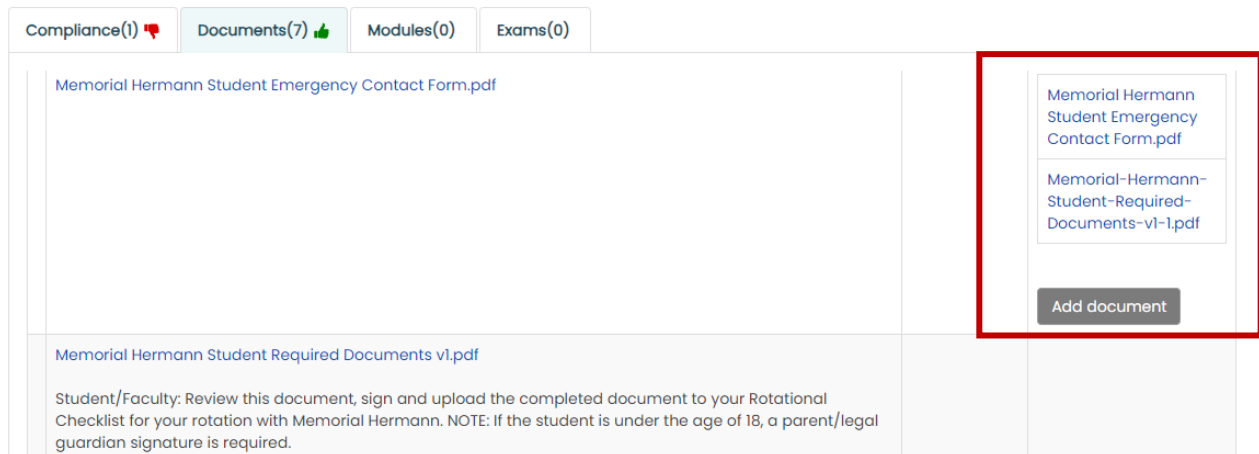 Compliance(1)
Documents(7)
Modules(0)
Exams(0)
Memorial Hermann Student Emergency Contact Form.pdf
Memorial Hermann
Student Emergency
Contact Form.pdf
Memorial-Hermann-
Student-Required-
Documents-v1-1.pdf
Add document
Memorial Hermann Student Required Documents v1.pdf
Student/Faculty: Review this document, sign and upload the completed document to your Rotational
Checklist for your rotation with Memorial Hermann. NOTE: If the student is under the age of 18, a parent/legal
guardian signature is required.